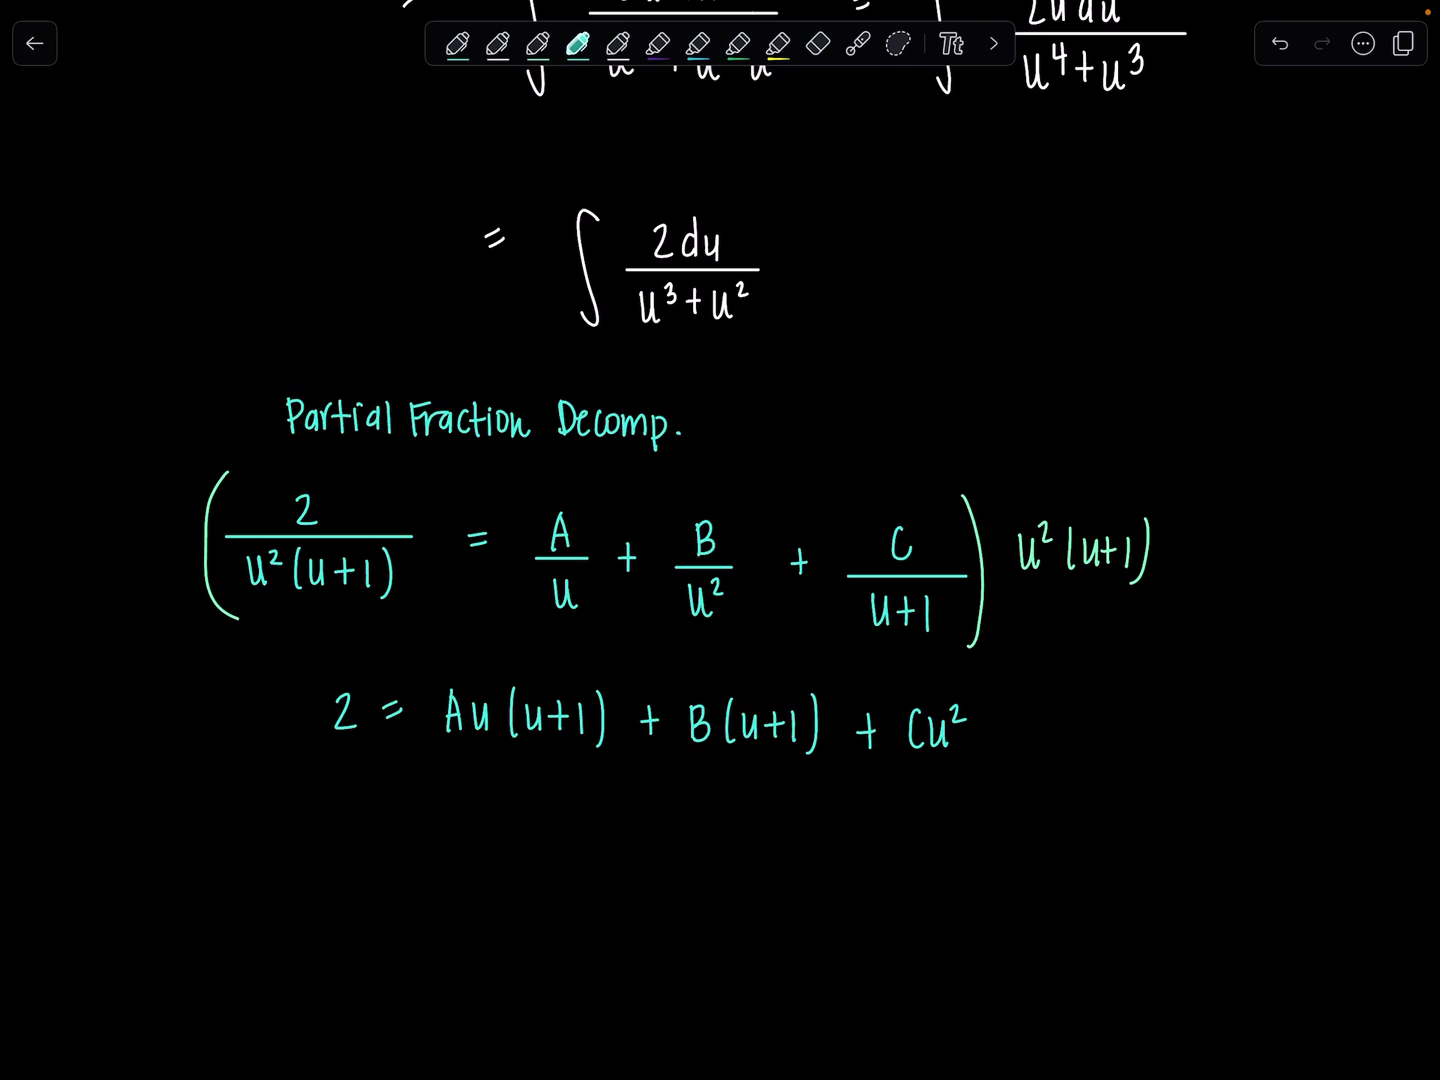 = 2u du / u⁴+u³
= ∫ 2du / u³+u²
Partial Fraction Decomp.
( 2 / u²(u+1) = A / u + B / u² + C / u+1 ) u²(u+1)
2 = Au(u+1) + B(u+1) + Cu²
Tt